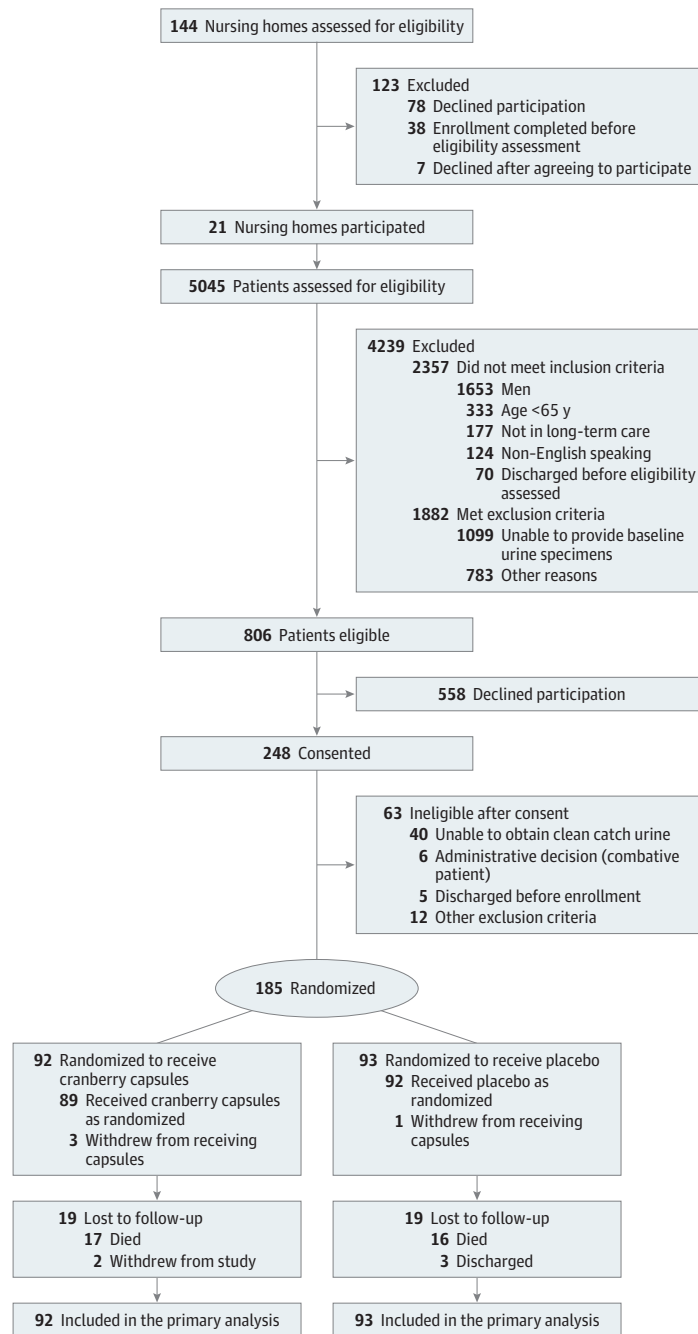 144 Nursing homes assessed for eligibility
123 Excluded
78 Declined participation
38 Enrollment completed before
eligibility assessment
7 Declined after agreeing to participate
21 Nursing homes participated
5045 Patients assessed for eligibility
4239 Excluded
2357 Did not meet inclusion criteria
1653 Men
333 Age <65 y
177 Not in long-term care
124 Non-English speaking
70 Discharged before eligibility
assessed
1882 Met exclusion criteria
1099 Unable to provide baseline
urine specimens
783 Other reasons
806 Patients eligible
558 Declined participation
248 Consented
63 Ineligible after consent
40 Unable to obtain clean catch urine
6 Administrative decision (combative
patient)
5 Discharged before enrollment
12 Other exclusion criteria
185 Randomized
92 Randomized to receive
cranberry capsules
89 Received cranberry capsules
as randomized
3 Withdrew from receiving
capsules
93 Randomized to receive placebo
92 Received placebo as
randomized
1 Withdrew from receiving
capsules
19 Lost to follow-up
17 Died
2 Withdrew from study
19 Lost to follow-up
16 Died
3 Discharged
92 Included in the primary analysis
93 Included in the primary analysis